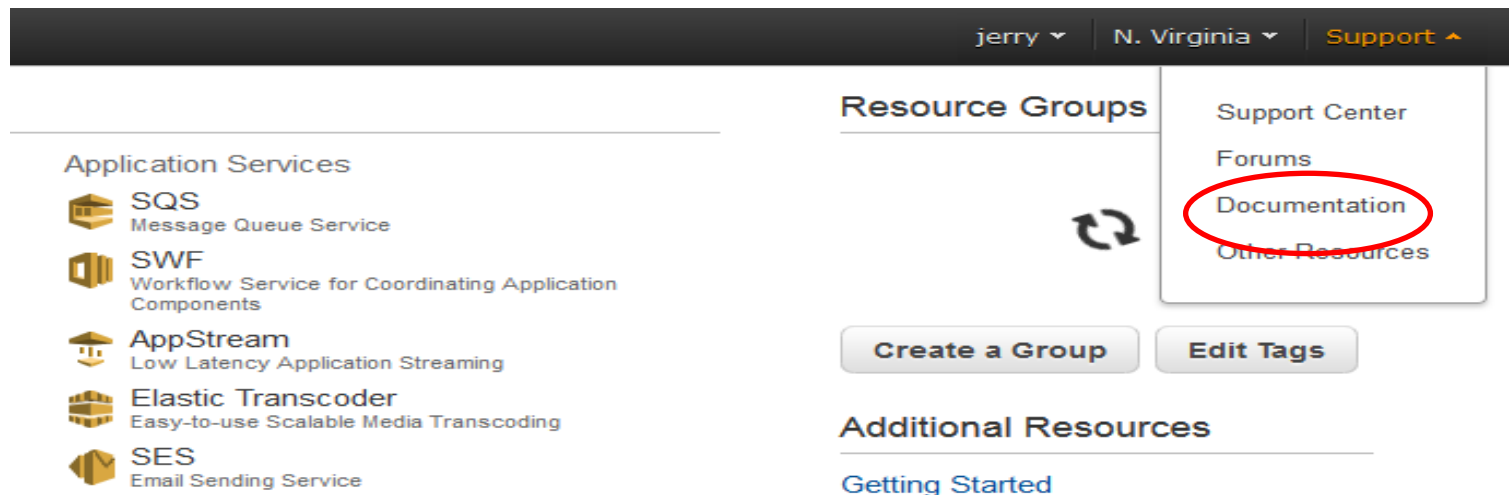 jerry N. Virginia Support
Support Center
Forums
Documentation
Other Resources
Application Services
SQS
Message Queue Service
SWF
Workflow Service for Coordinating Application
Components
AppStream
Low Latency Application Streaming
Elastic Transcoder
Easy-to-use Scalable Media Transcoding
SES
Email Sending Service
Resource Groups
Create a Group Edit Tags
Additional Resources
Getting Started